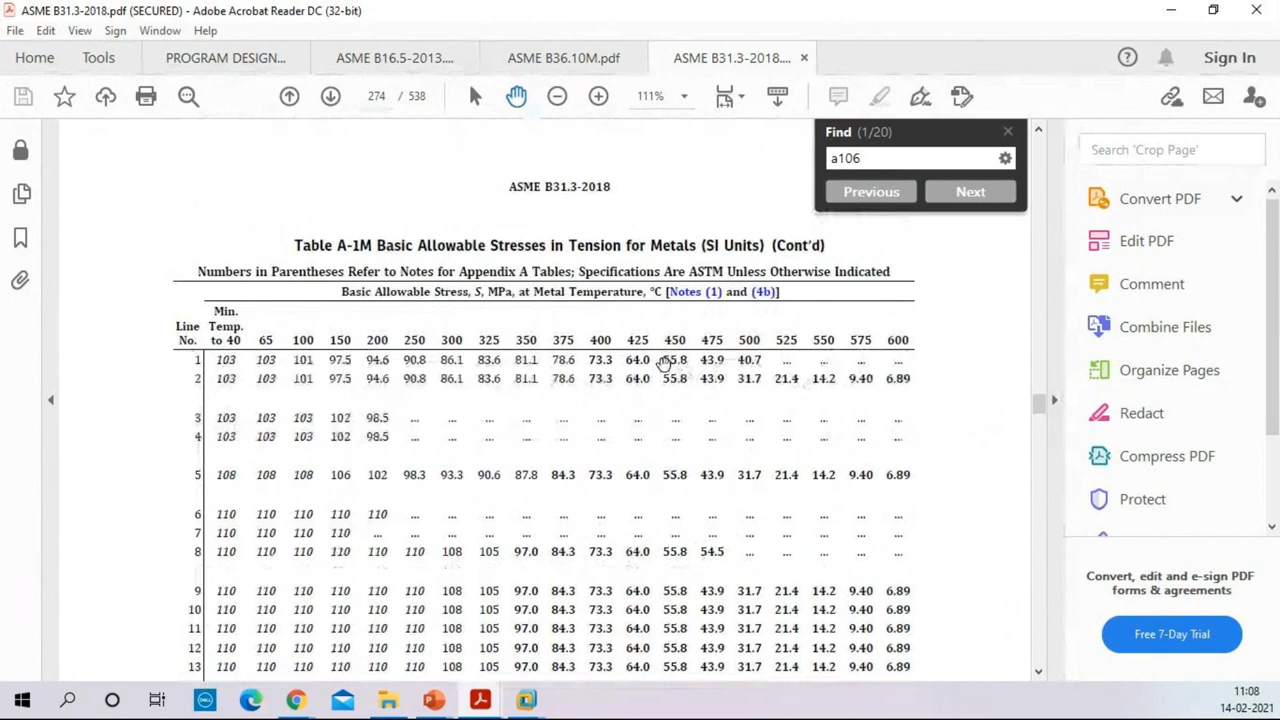 ASME B31.3-2018.pdf (SECURED) - Adobe Acrobat Reader DC (32-bit)
File Edit View Sign Window Help
Home Tools PROGRAM DESIGN... ASME B16.5-2013.... ASME B36.10M.pdf ASME B31.3-2018.... × Sign In
274 / 538 111%
Find (1/20)
a106
Previous Next
Search 'Crop Page'
Convert PDF
Edit PDF
Comment
Combine Files
Organize Pages
Redact
Compress PDF
Protect
Convert, edit and e-sign PDF
forms & agreements
Free 7-Day Trial
ASME B31.3-2018
Table A-1M Basic Allowable Stresses in Tension for Metals (SI Units) (Cont'd)
Numbers in Parentheses Refer to Notes for Appendix A Tables; Specifications Are ASTM Unless Otherwise Indicated
Basic Allowable Stress, S, MPa, at Metal Temperature, °C [Notes (1) and (4b)]
Min.
Line Temp.
No. to 40 65 100 150 200 250 300 325 350 375 400 425 450 475 500 525 550 575 600
1 103 103 101 97.5 94.6 90.8 86.1 83.6 81.1 78.6 73.3 64.0 55.8 43.9 40.7 ... ... ... ...
2 103 103 101 97.5 94.6 90.8 86.1 83.6 81.1 78.6 73.3 64.0 55.8 43.9 31.7 21.4 14.2 9.40 6.89
3 103 103 103 102 98.5 ... ... ... ... ... ... ... ... ... ... ... ... ... ...
4 103 103 103 102 98.5 ... ... ... ... ... ... ... ... ... ... ... ... ... ...
5 108 108 108 106 102 98.3 93.3 90.6 87.8 84.3 73.3 64.0 55.8 43.9 31.7 21.4 14.2 9.40 6.89
6 110 110 110 110 110 ... ... ... ... ... ... ... ... ... ... ... ... ... ...
7 110 110 110 110 ... ... ... ... ... ... ... ... ... ... ... ... ... ... ...
8 110 110 110 110 110 110 108 105 97.0 84.3 73.3 64.0 55.8 54.5 ... ... ... ... ...
9 110 110 110 110 110 110 108 105 97.0 84.3 73.3 64.0 55.8 43.9 31.7 21.4 14.2 9.40 6.89
10 110 110 110 110 110 110 108 105 97.0 84.3 73.3 64.0 55.8 43.9 31.7 21.4 14.2 9.40 6.89
11 110 110 110 110 110 110 108 105 97.0 84.3 73.3 64.0 55.8 43.9 31.7 21.4 14.2 9.40 6.89
12 110 110 110 110 110 110 108 105 97.0 84.3 73.3 64.0 55.8 43.9 31.7 21.4 14.2 9.40 6.89
13 110 110 110 110 110 110 108 105 97.0 84.3 73.3 64.0 55.8 43.9 31.7 21.4 14.2 9.40 6.89
DELL
11:08
14-02-2021